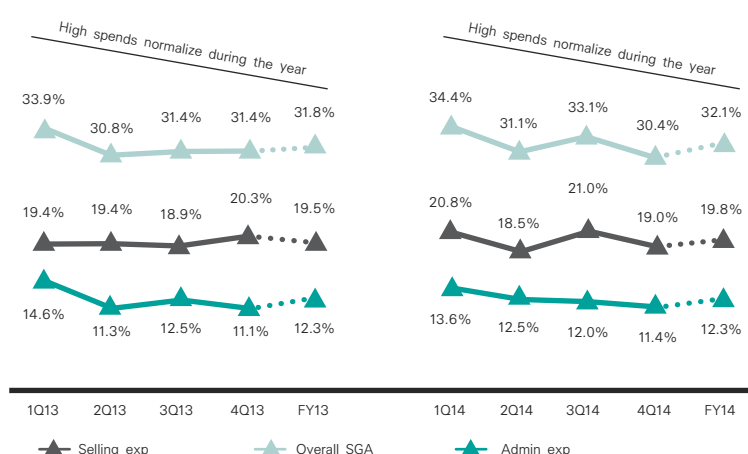 High spends normalize during the year
High spends normalize during the year
33.9% 30.8% 31.4% 31.4% 31.8%
34.4% 31.1% 33.1% 30.4% 32.1%
19.4% 19.4% 18.9% 20.3% 19.5%
20.8% 18.5% 21.0% 19.0% 19.8%
14.6% 11.3% 12.5% 11.1% 12.3%
13.6% 12.5% 12.0% 11.4% 12.3%
1Q13 2Q13 3Q13 4Q13 FY13
1Q14 2Q14 3Q14 4Q14 FY14
Selling exp Overall SGA Admin exp